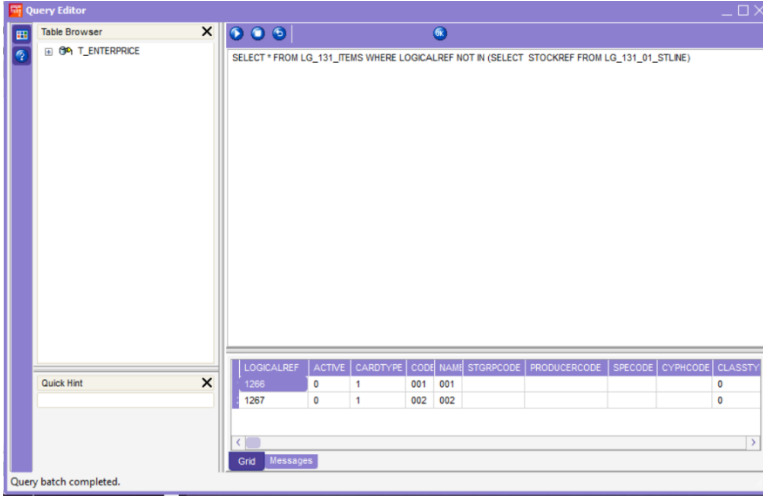 Query Editor
Table Browser
T_ENTERPRICE
SELECT * FROM LG_131_ITEMS WHERE LOGICALREF NOT IN (SELECT STOCKREF FROM LG_131_01_STLINE)
Quick Hint
LOGICALREF ACTIVE CARDTYPE CODE NAME STGRPCODE PRODUCERCODE SPECODE CYPHCODE CLASSTY
1266 0 1 001 001 0
1267 0 1 002 002 0
Grid Messages
Query batch completed.